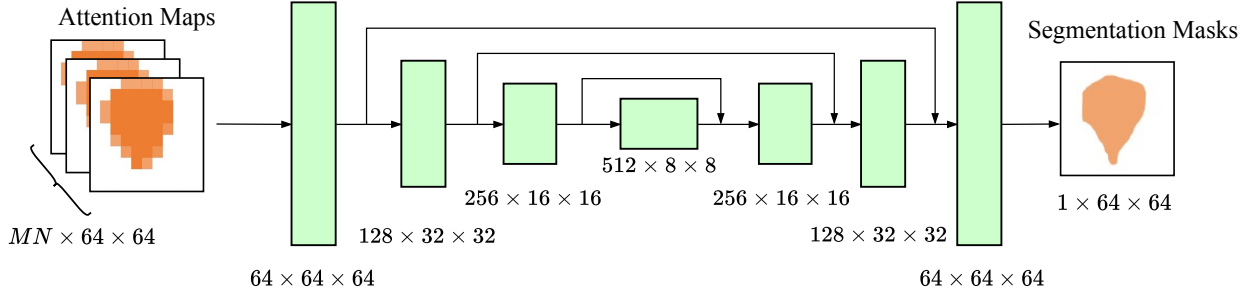 Attention Maps
Segmentation Masks
MN × 64 × 64
64 × 64 × 64
128 × 32 × 32
256 × 16 × 16
512 × 8 × 8
256 × 16 × 16
128 × 32 × 32
64 × 64 × 64
1 × 64 × 64